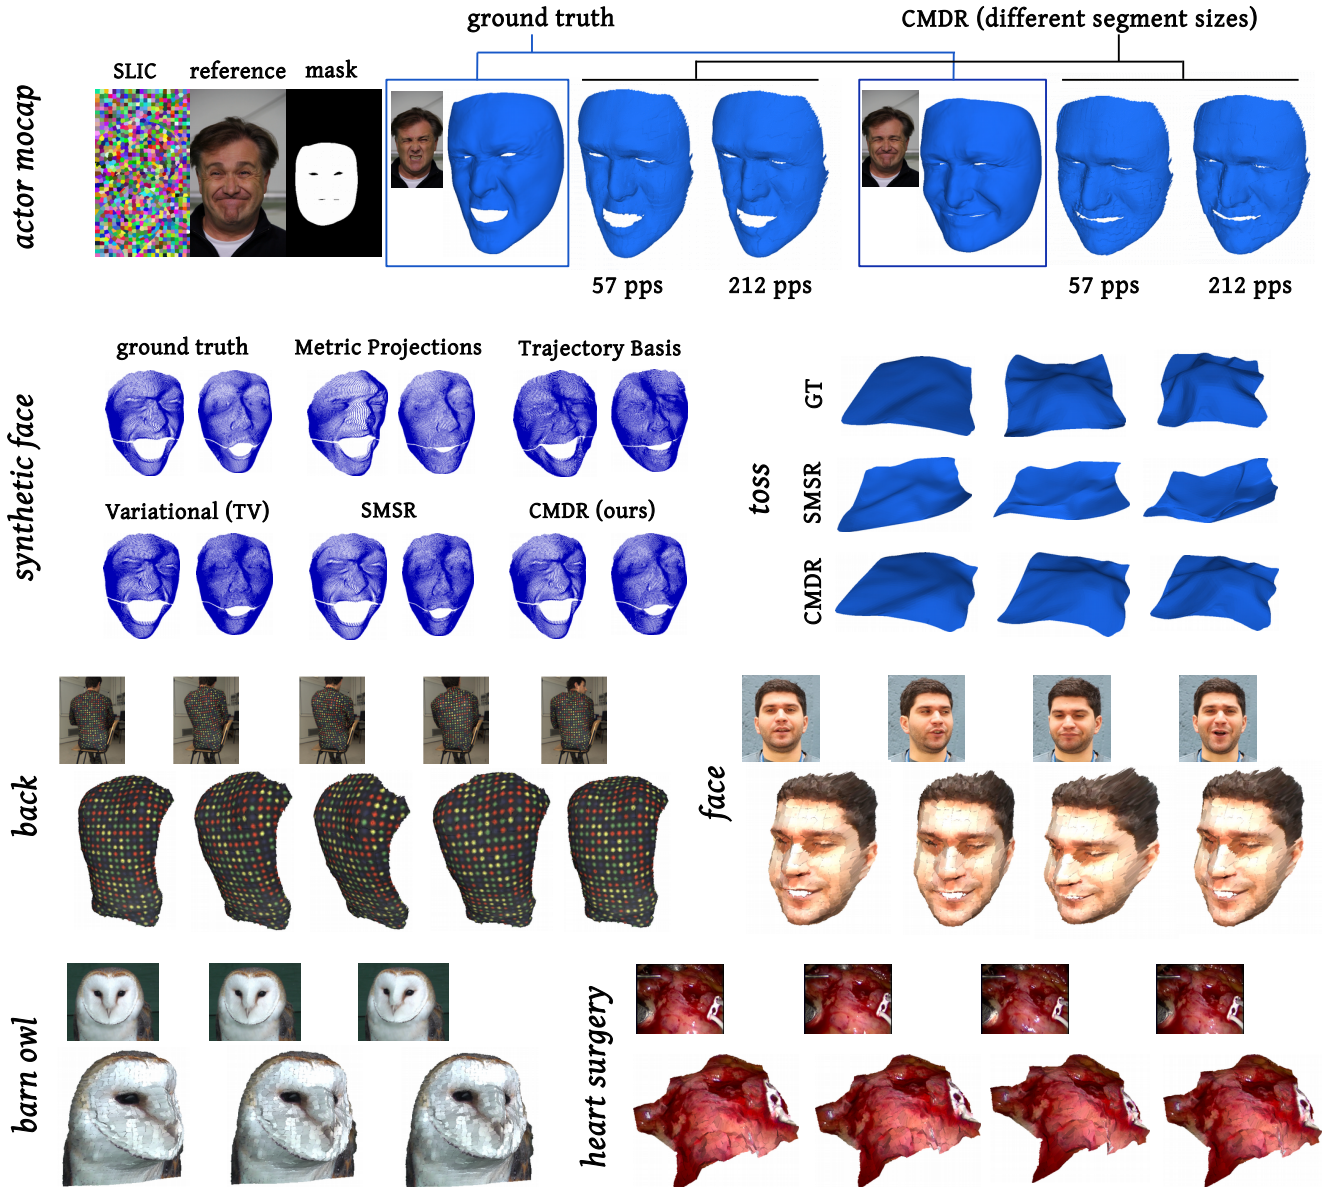 ground truth
CMDR (different segment sizes)
SLIC
reference
mask
actor mocap
57 pps
212 pps
57 pps
212 pps
synthetic face
ground truth
Metric Projections
Trajectory Basis
Variational (TV)
SMSR
CMDR (ours)
toss
GT
SMSR
CMDR
back
face
barn owl
heart surgery